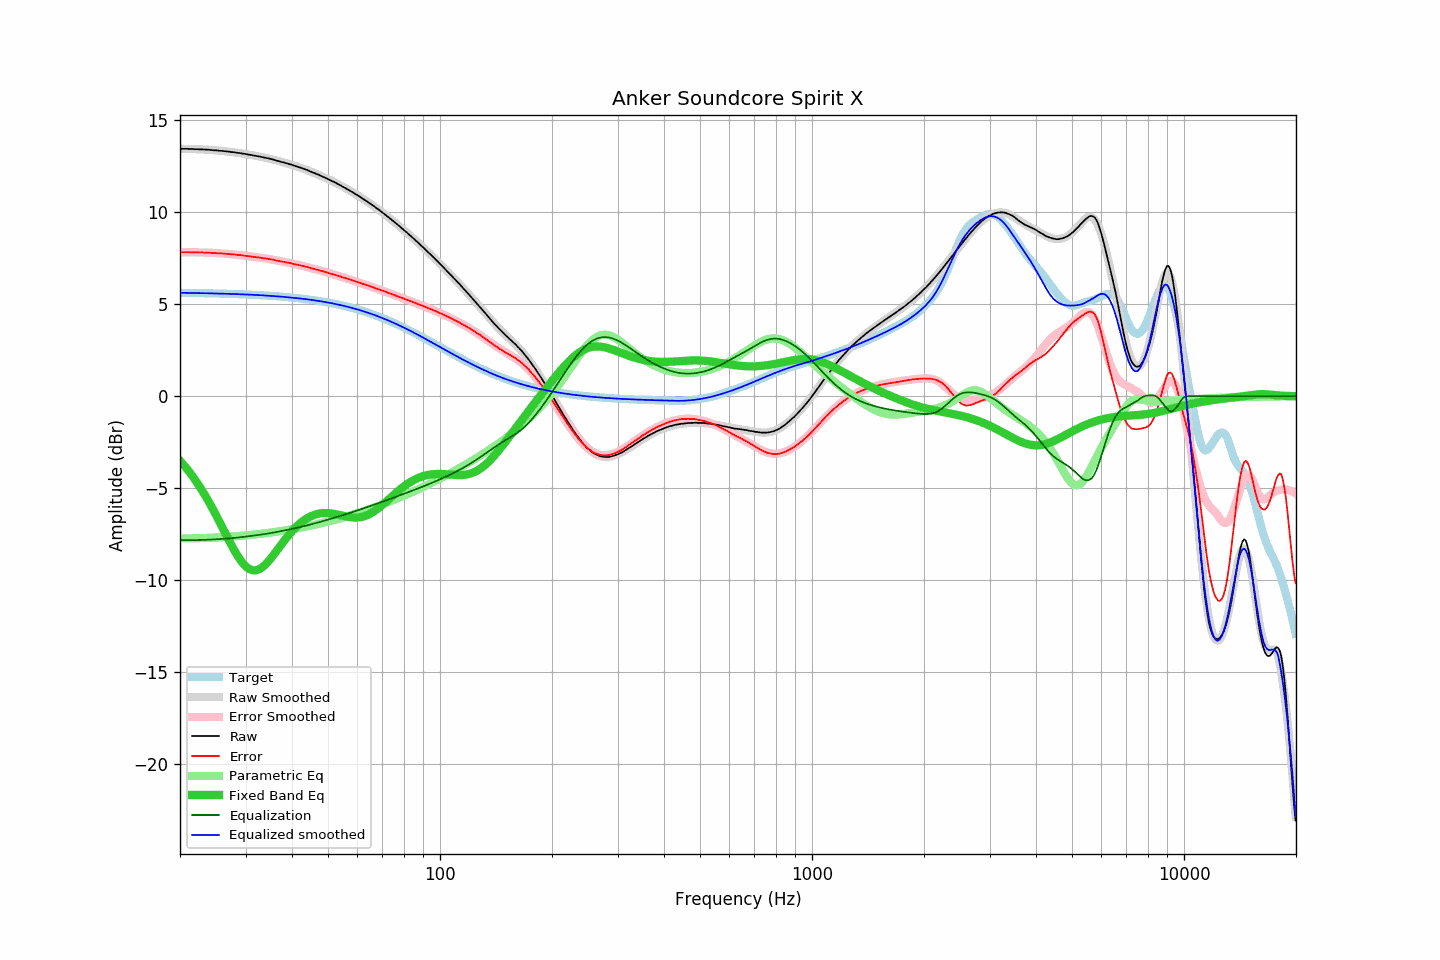 Anker Soundcore Spirit X
15
10
5
0
−5
−10
−15
−20
Amplitude (dBr)
Target
Raw Smoothed
Error Smoothed
Raw
Error
Parametric Eq
Fixed Band Eq
Equalization
Equalized smoothed
100
1000
10000
Frequency (Hz)